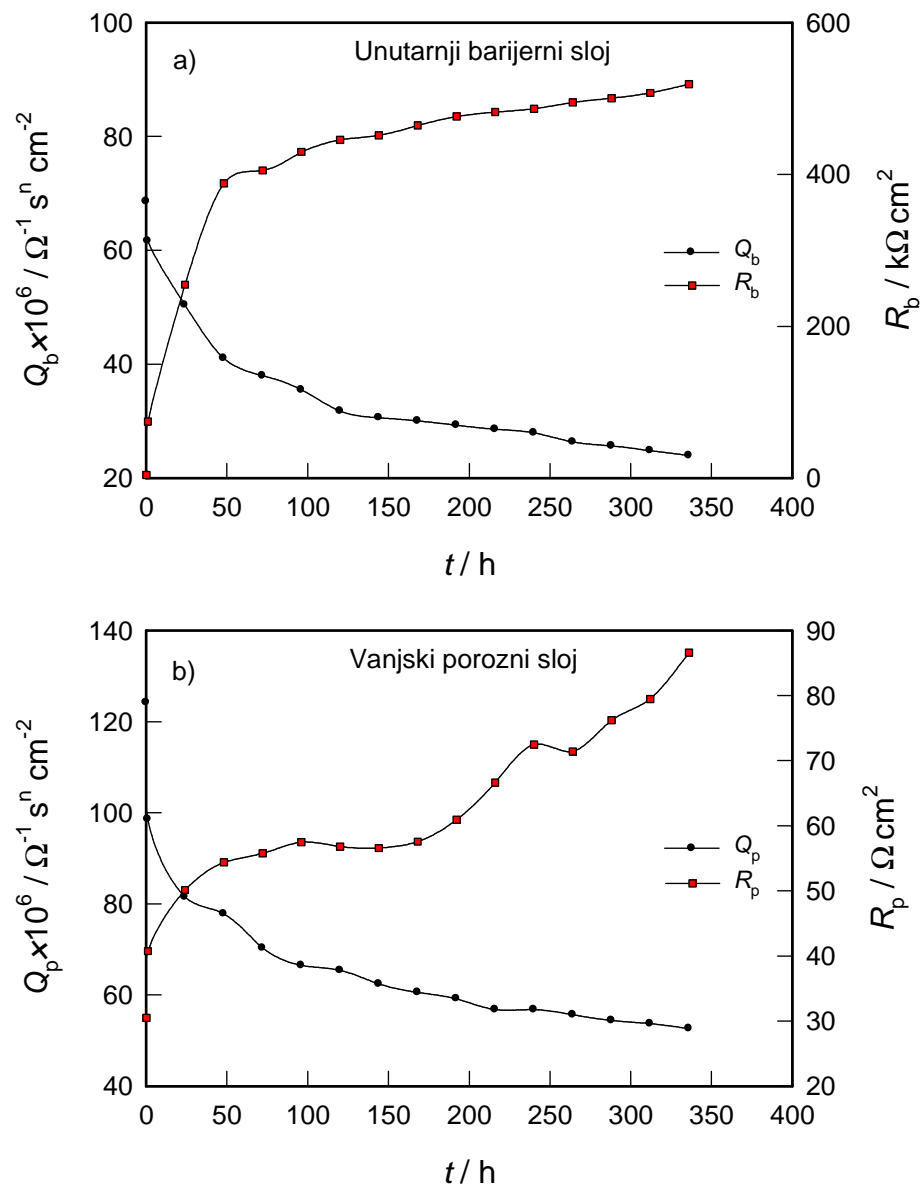 a)
Unutarnji barijerni sloj
100
80
60
40
20
Q_b×10^6 / Ω^-1 s^n cm^-2
600
400
200
0
R_b / kΩ cm^2
Q_b
R_b
0 50 100 150 200 250 300 350 400
t / h
b)
Vanjski porozni sloj
140
120
100
80
60
40
Q_p×10^6 / Ω^-1 s^n cm^-2
90
80
70
60
50
40
30
20
R_p / Ω cm^2
Q_p
R_p
0 50 100 150 200 250 300 350 400
t / h